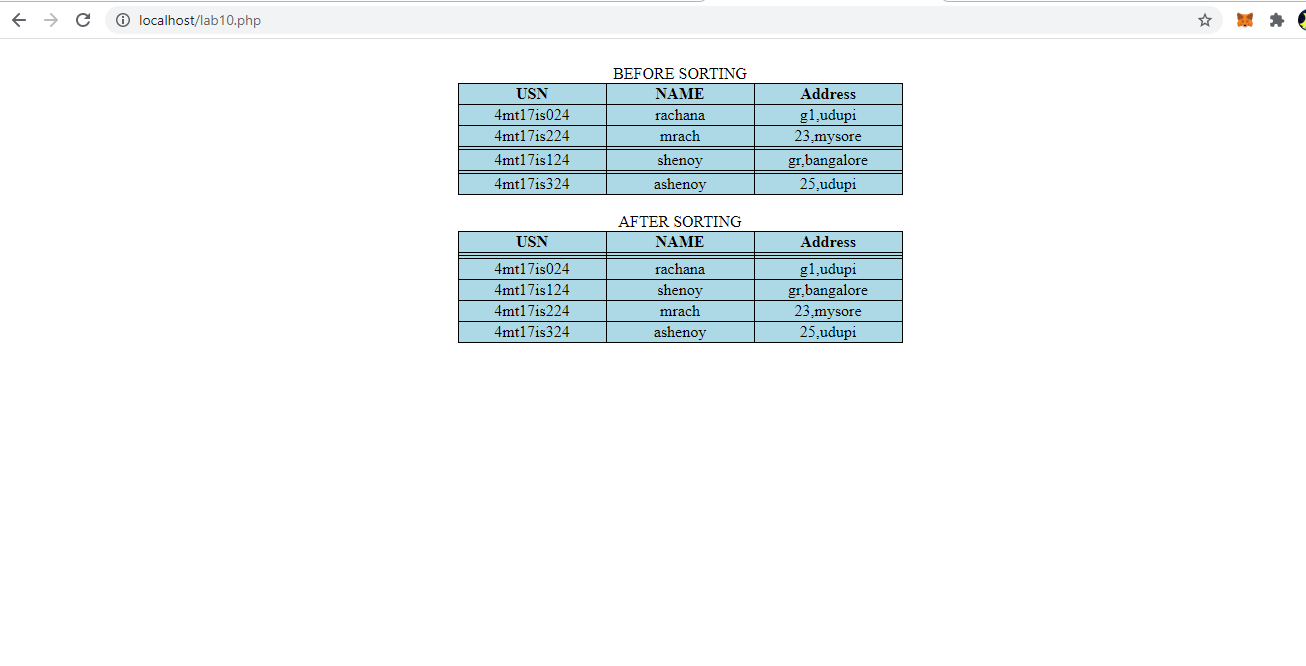 localhost/lab10.php
BEFORE SORTING
USN NAME Address
4mt17is024 rachana g1,udupi
4mt17is224 mrach 23,mysore
4mt17is124 shenoy gr,bangalore
4mt17is324 ashenoy 25,udupi
AFTER SORTING
USN NAME Address
4mt17is024 rachana g1,udupi
4mt17is124 shenoy gr,bangalore
4mt17is224 mrach 23,mysore
4mt17is324 ashenoy 25,udupi